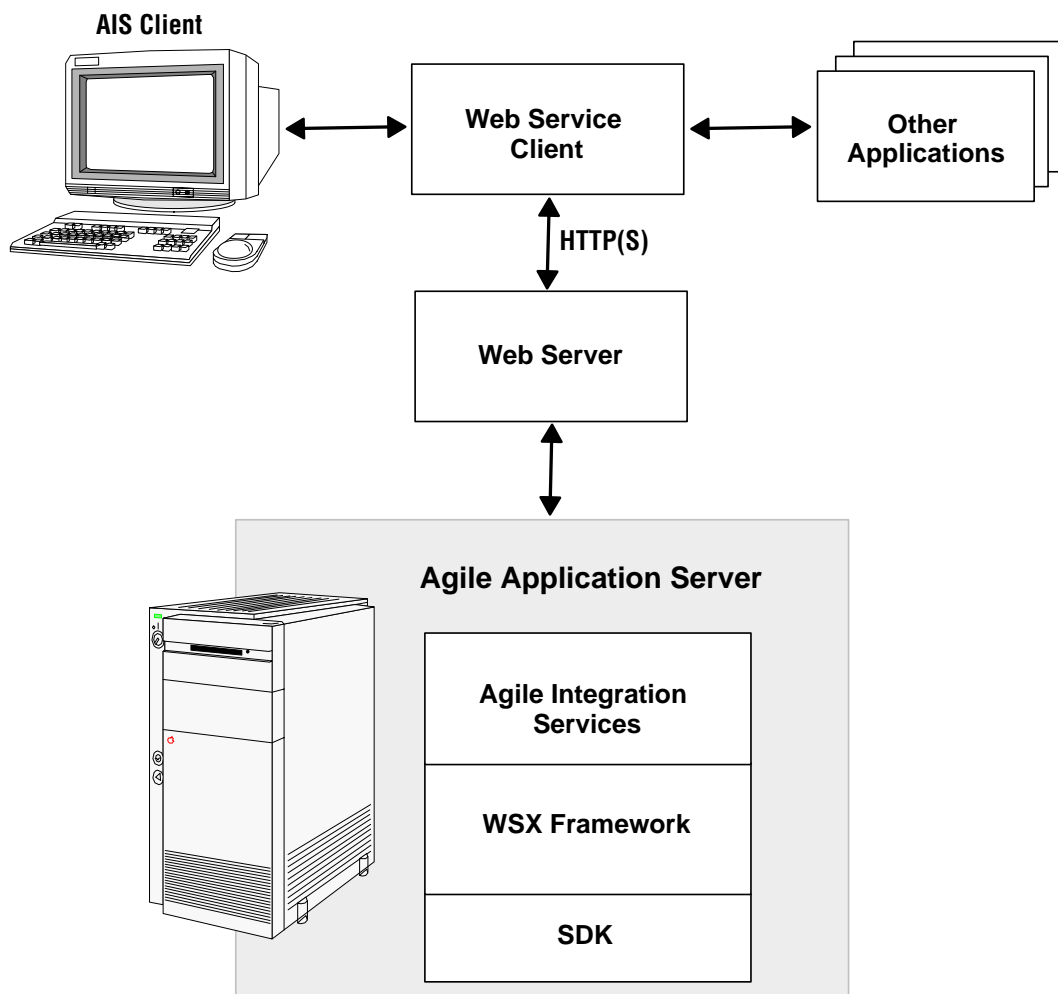 AIS Client
Web Service
Client
Other
Applications
HTTP(S)
Web Server
Agile Application Server
Agile Integration
Services
WSX Framework
SDK